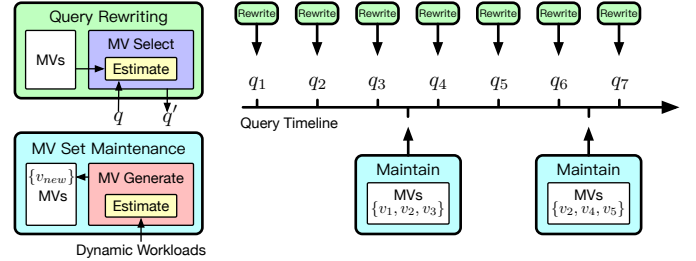 Query Rewriting
MVs
MV Select
Estimate
q
q′
MV Set Maintenance
{v_new}
MVs
MV Generate
Estimate
Dynamic Workloads
Rewrite Rewrite Rewrite Rewrite Rewrite Rewrite Rewrite
q₁ q₂ q₃ q₄ q₅ q₆ q₇
Query Timeline
Maintain
MVs
{v₁, v₂, v₃}
Maintain
MVs
{v₂, v₄, v₅}